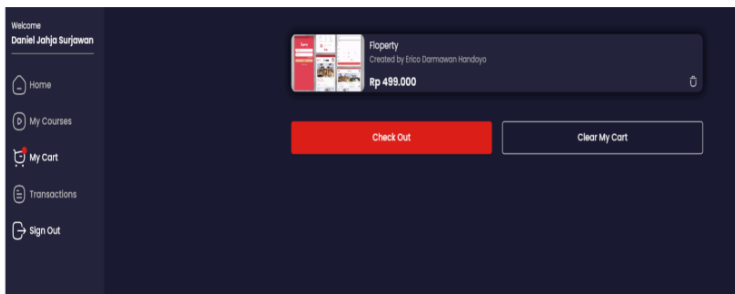 Welcome
Daniel Jahja Surjawan
Home
My Courses
My Cart
Transactions
Sign Out
Floperty
Created by Erico Darmawan Handoyo
Rp 499.000
Check Out
Clear My Cart